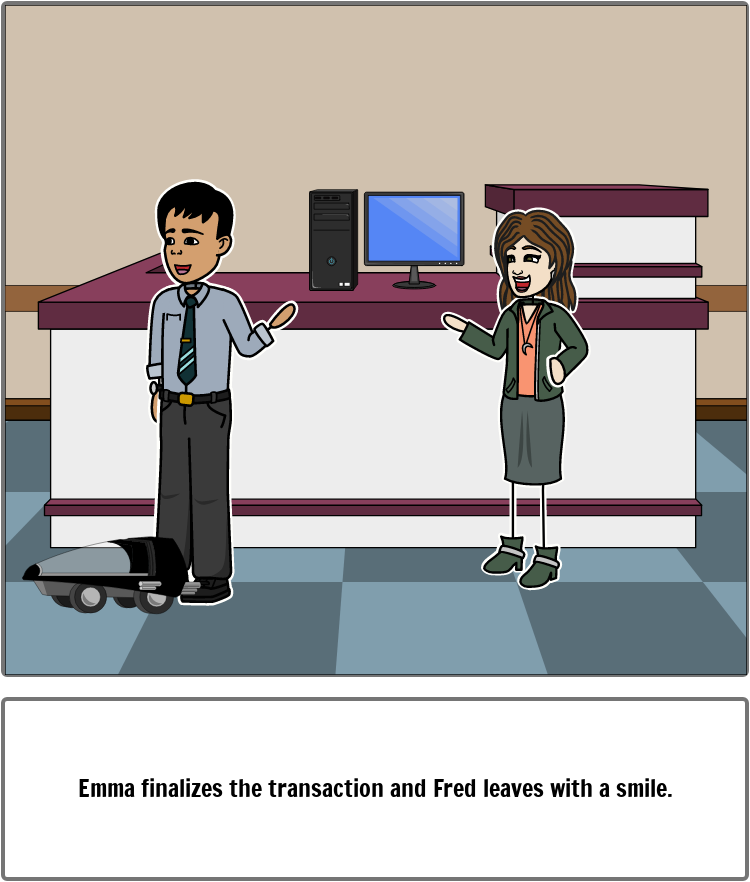 Emma finalizes the transaction and Fred leaves with a smile.